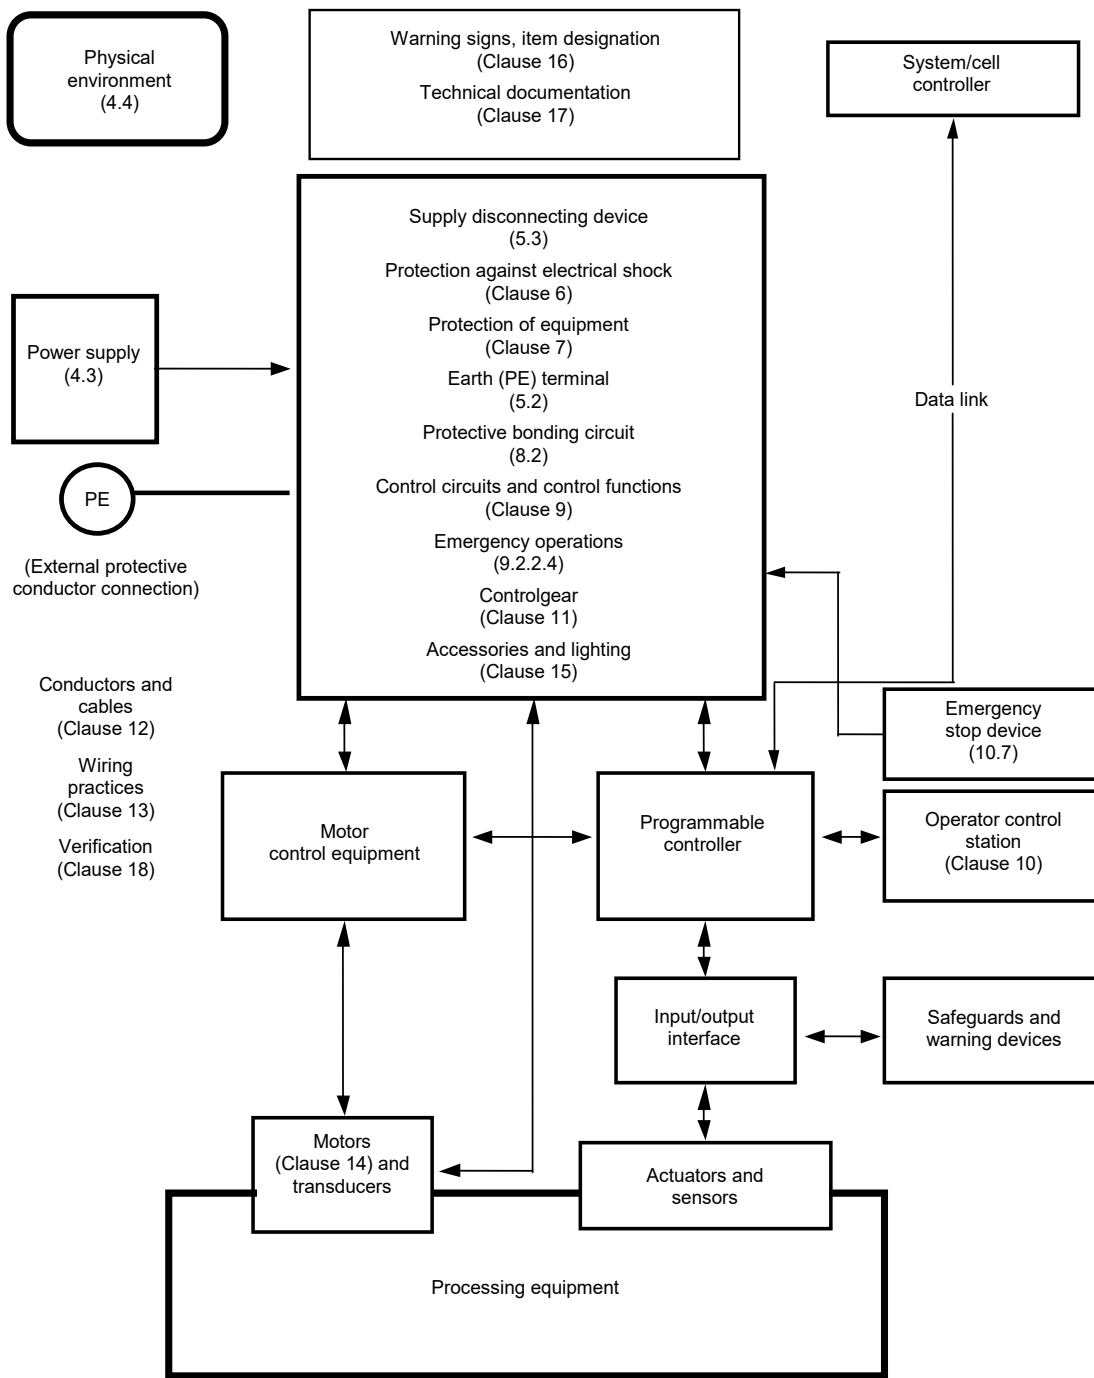 Physical
environment
(4.4)
Warning signs, item designation
(Clause 16)
Technical documentation
(Clause 17)
System/cell
controller
Supply disconnecting device
(5.3)
Protection against electrical shock
(Clause 6)
Protection of equipment
(Clause 7)
Earth (PE) terminal
(5.2)
Protective bonding circuit
(8.2)
Control circuits and control functions
(Clause 9)
Emergency operations
(9.2.2.4)
Controlgear
(Clause 11)
Accessories and lighting
(Clause 15)
Power supply
(4.3)
Data link
PE
(External protective
conductor connection)
Conductors and
cables
(Clause 12)
Wiring
practices
(Clause 13)
Verification
(Clause 18)
Emergency
stop device
(10.7)
Motor
control equipment
Programmable
controller
Operator control
station
(Clause 10)
Input/output
interface
Safeguards and
warning devices
Motors
(Clause 14) and
transducers
Actuators and
sensors
Processing equipment